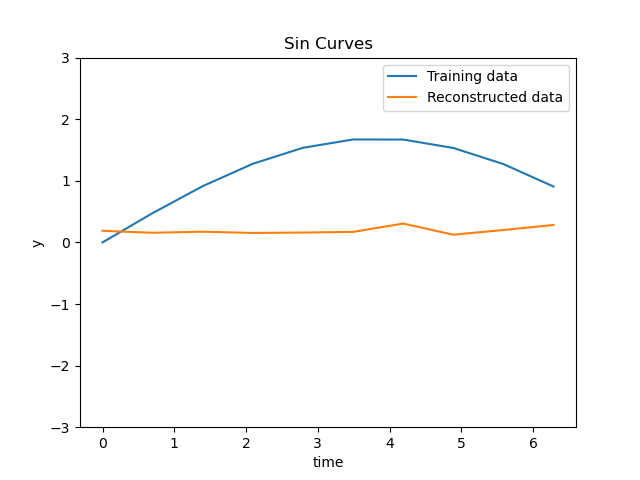 Sin Curves
Training data
Reconstructed data
3
2
1
0
−1
−2
−3
y
0 1 2 3 4 5 6
time